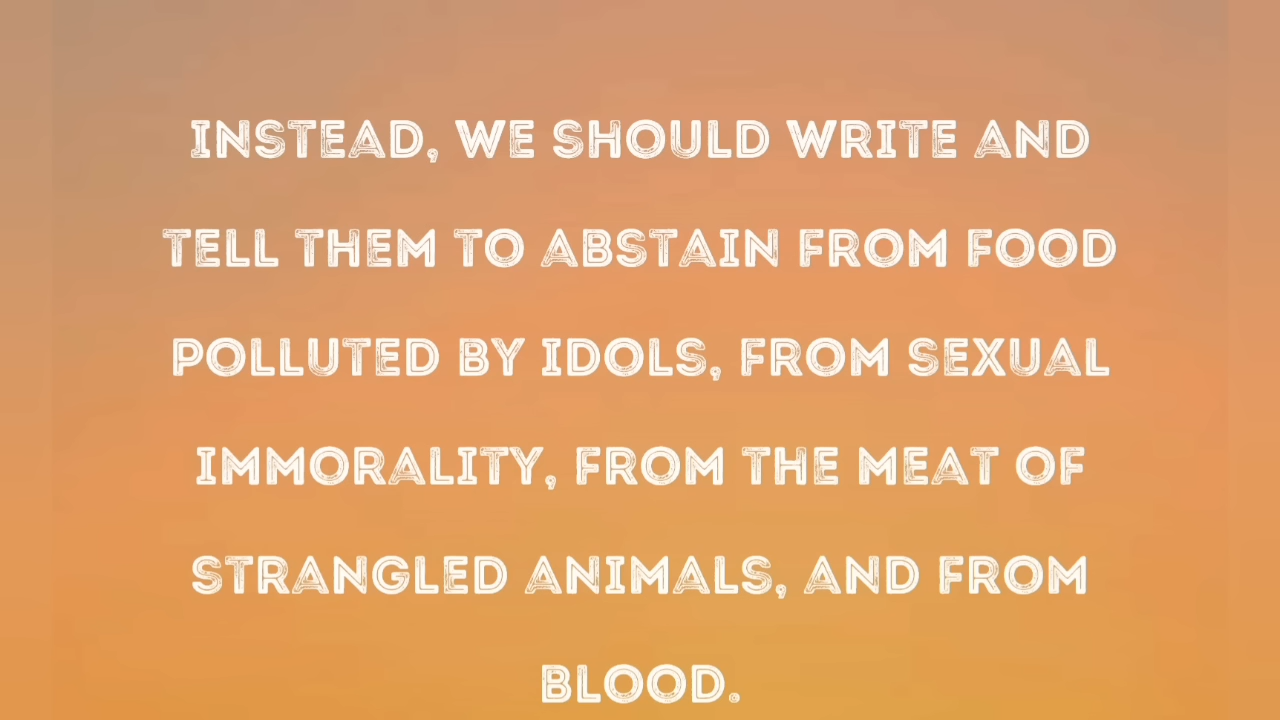 INSTEAD, WE SHOULD WRITE AND
TELL THEM TO ABSTAIN FROM FOOD
POLLUTED BY IDOLS, FROM SEXUAL
IMMORALITY, FROM THE MEAT OF
STRANGLED ANIMALS, AND FROM
BLOOD.